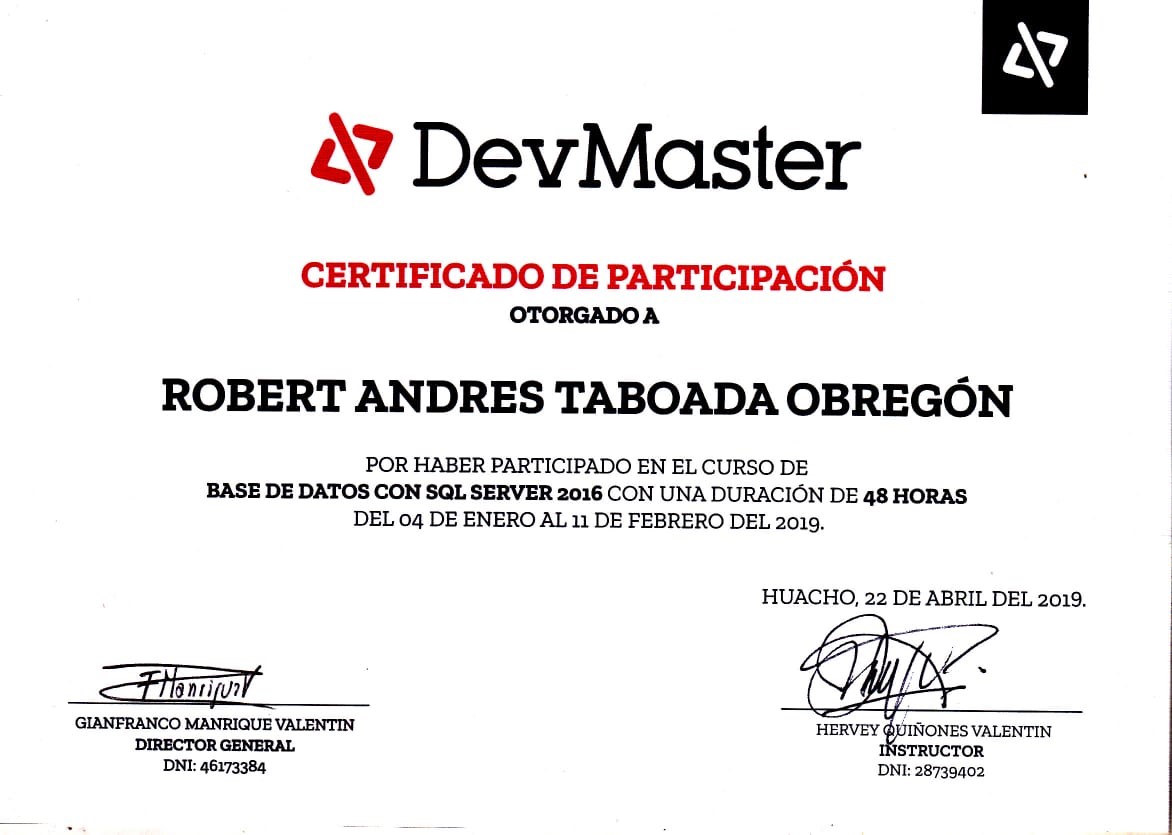 DevMaster
CERTIFICADO DE PARTICIPACIÓN
OTORGADO A
ROBERT ANDRES TABOADA OBREGÓN
POR HABER PARTICIPADO EN EL CURSO DE
BASE DE DATOS CON SQL SERVER 2016 CON UNA DURACIÓN DE 48 HORAS
DEL 04 DE ENERO AL 11 DE FEBRERO DEL 2019.
HUACHO, 22 DE ABRIL DEL 2019.
GIANFRANCO MANRIQUE VALENTIN
DIRECTOR GENERAL
DNI: 46173384
HERVEY QUIÑONES VALENTIN
INSTRUCTOR
DNI: 28739402